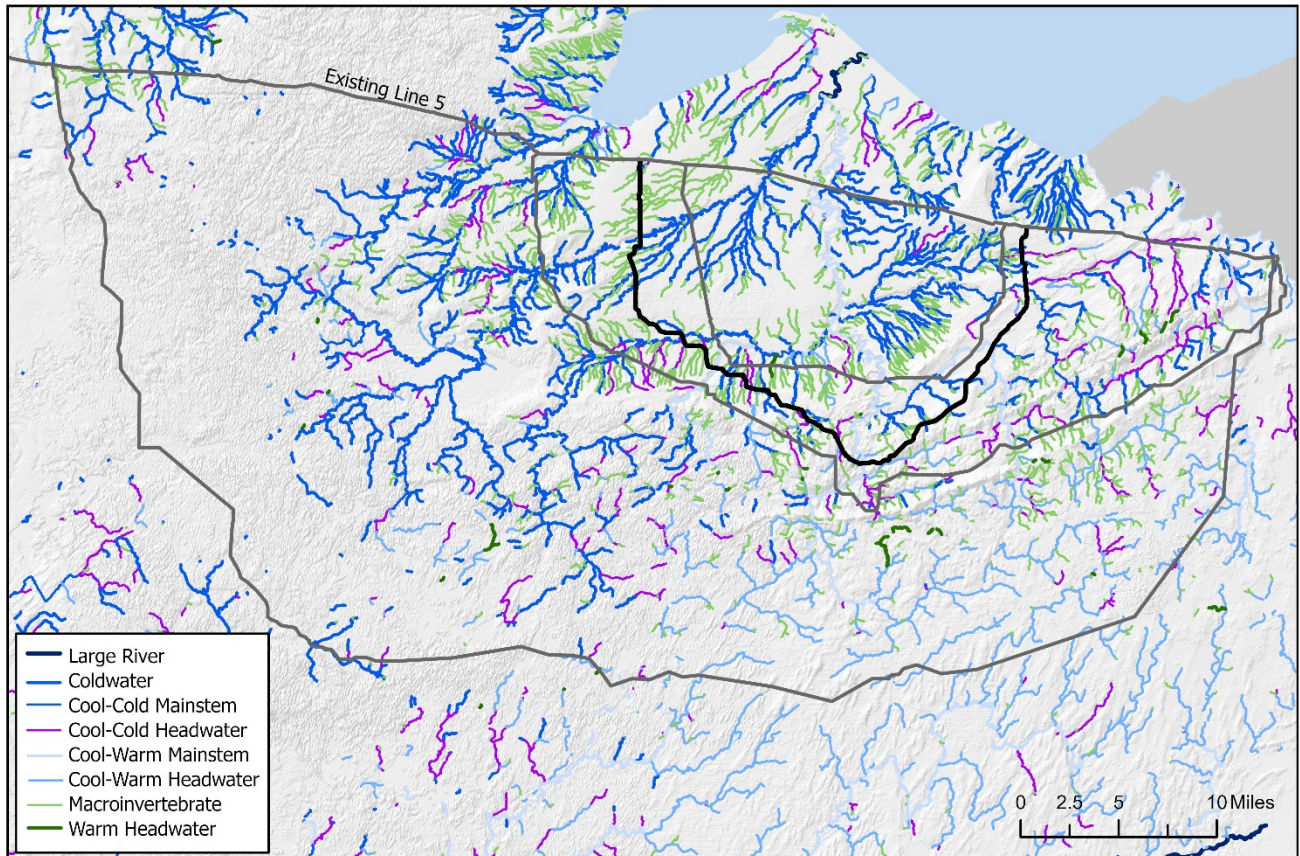 Existing Line 5
Large River
Coldwater
Cool-Cold Mainstem
Cool-Cold Headwater
Cool-Warm Mainstem
Cool-Warm Headwater
Macroinvertebrate
Warm Headwater
0 2.5 5 10 Miles